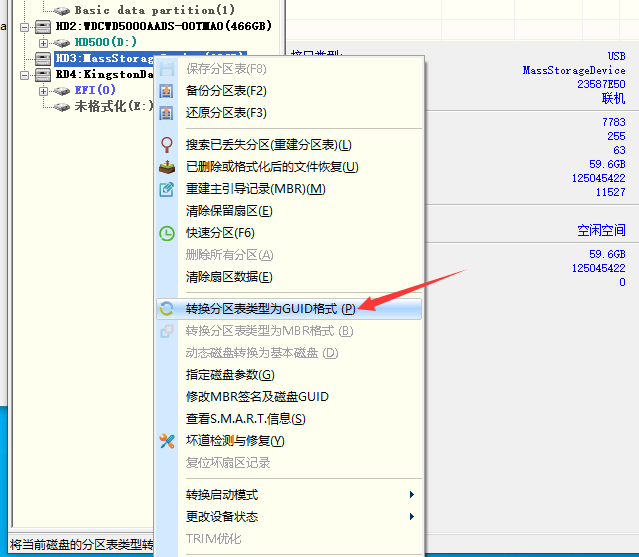 Basic data partition(1)
HD2:WDCWD5000AADS-00TMA0(466GB)
HD500(D:)
HD3:MassStorage
RD4:KingstonDa
EFI(0)
未格式化(E:)
接口类型:
USB
MassStorageDevice
23587E50
联机
7783
255
63
59.6GB
125045422
11527
空闲空间
59.6GB
125045422
0
保存分区表(F8)
备份分区表(F2)
还原分区表(F3)
搜索已丢失分区(重建分区表)(L)
已删除或格式化后的文件恢复(U)
重建主引导记录(MBR)(M)
清除保留扇区(E)
快速分区(F6)
删除所有分区(A)
清除扇区数据(E)
转换分区表类型为GUID格式 (P)
转换分区表类型为MBR格式 (B)
动态磁盘转换为基本磁盘 (D)
指定磁盘参数(G)
修改MBR签名及磁盘GUID
查看S.M.A.R.T.信息(S)
坏道检测与修复(Y)
复位坏扇区记录
转换启动模式
更改设备状态
TRIM优化
将当前磁盘的分区表类型转